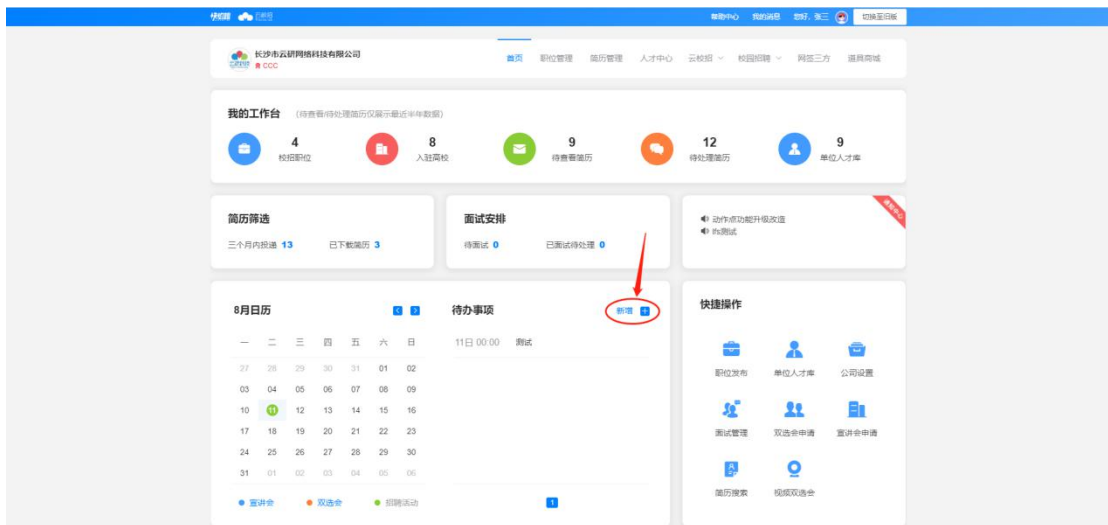 快招聘 云就业 帮助中心 我的消息 您好，张三 切换至旧版
长沙市云研网络科技有限公司
CCC
首页 职位管理 简历管理 人才中心 云校招 校园招聘 网签三方 道具商城
我的工作台 (待查看/待处理简历仅展示最近半年数据)
4 8 9 12 9
校招职位 入驻高校 待查看简历 待处理简历 单位人才库
简历筛选
三个月内投递 13 已下载简历 3
面试安排
待面试 0 已面试待处理 0
动作点功能升级改造
lfs测试
通知中心
8月日历
一 二 三 四 五 六 日
27 28 29 30 31 01 02
03 04 05 06 07 08 09
10 11 12 13 14 15 16
17 18 19 20 21 22 23
24 25 26 27 28 29 30
31 01 02 03 04 05 06
宣讲会 双选会 招聘活动
待办事项 新增
11日 00:00 测试
1
快捷操作
职位发布 单位人才库 公司设置
面试管理 双选会申请 宣讲会申请
简历搜索 视频双选会